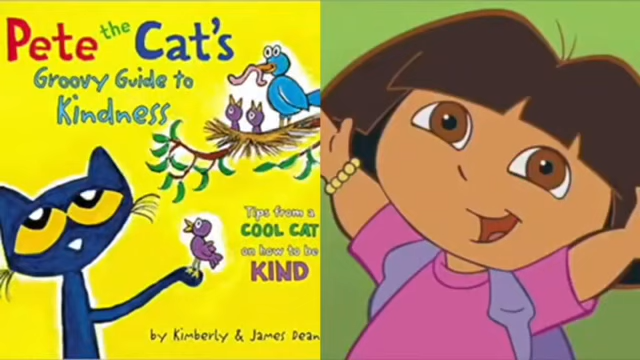 Pete the Cat's
Groovy Guide to
Kindness
Tips from a
COOL CAT
on how to be
KIND
by Kimberly & James Dean